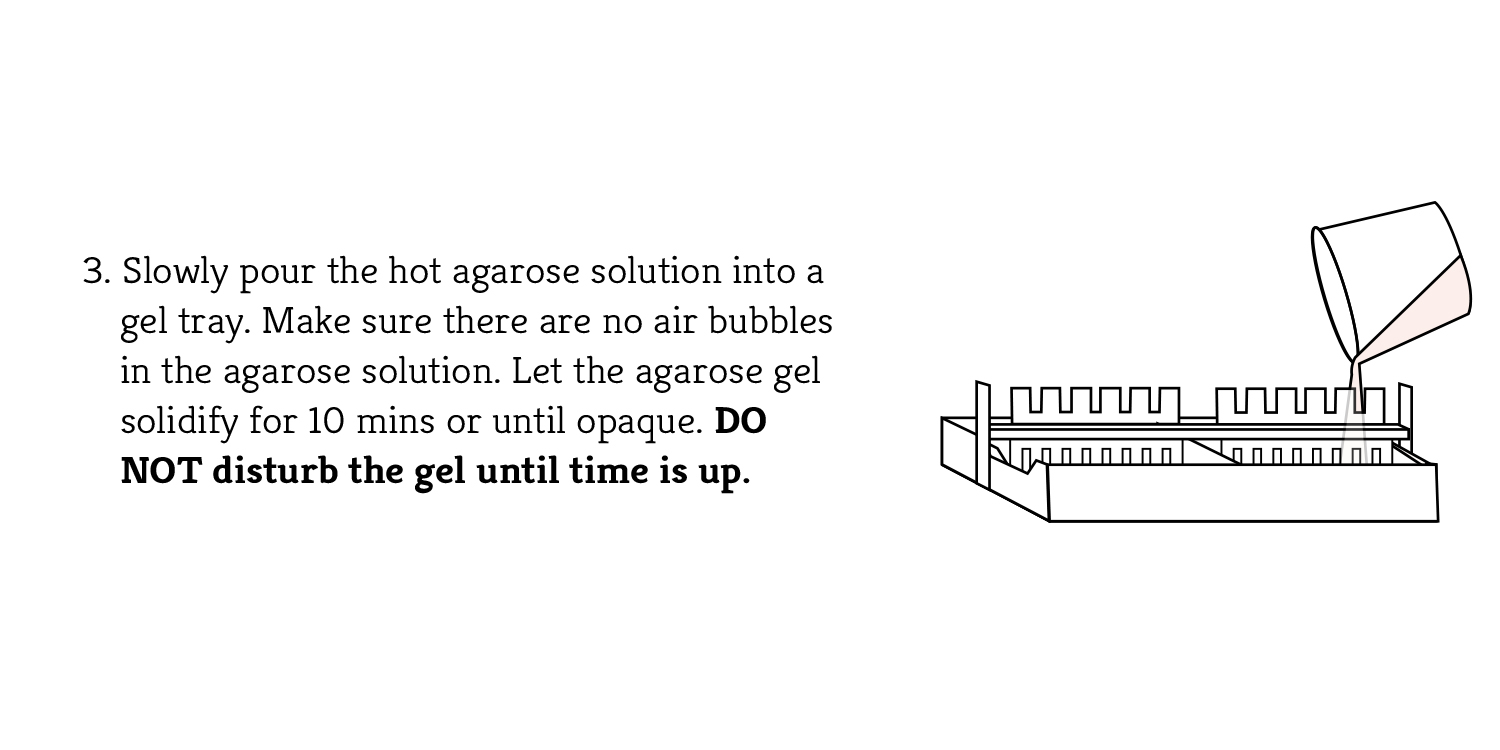 3. Slowly pour the hot agarose solution into a
gel tray. Make sure there are no air bubbles
in the agarose solution. Let the agarose gel
solidify for 10 mins or until opaque. DO
NOT disturb the gel until time is up.